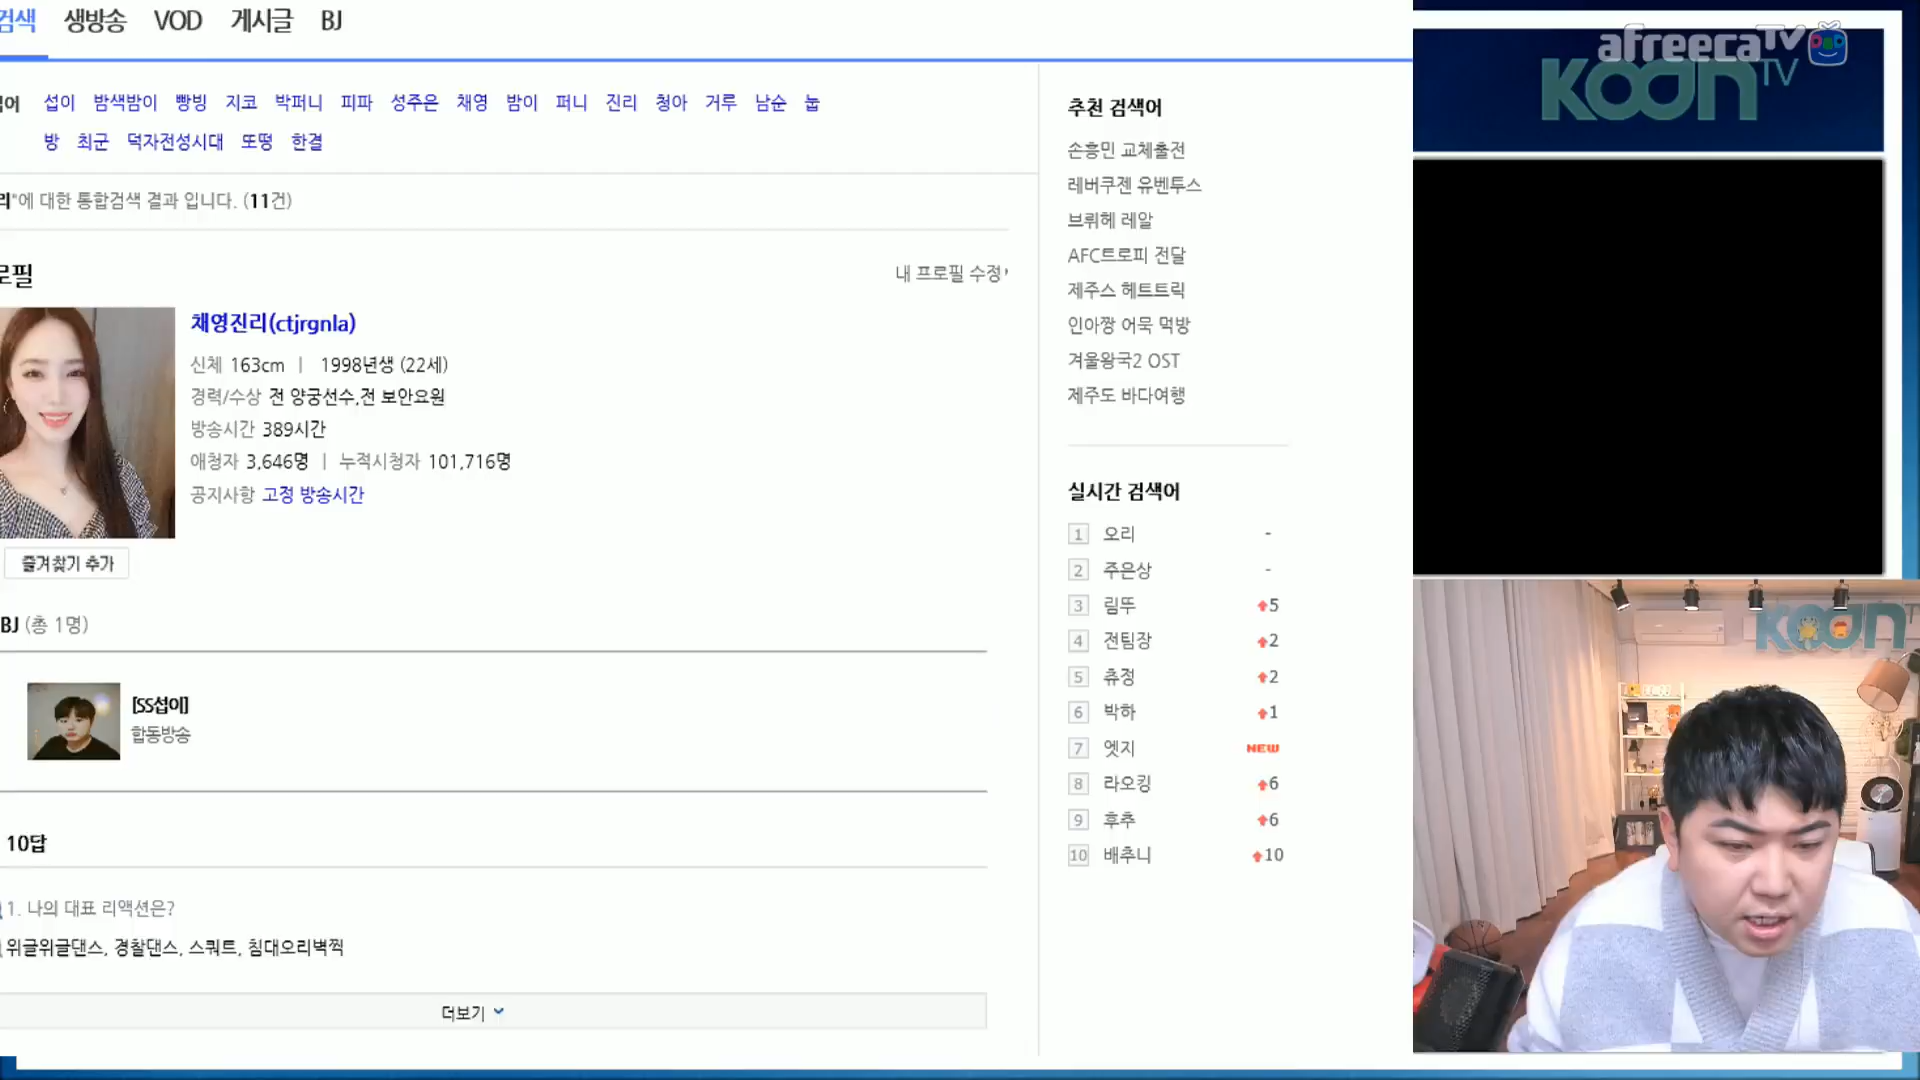 검색 생방송 VOD 게시글 BJ
afreecaTV
KOONTV
섭이 밤색밤이 빵빙 지코 박퍼니 피파 성주은 채영 밤이 퍼니 진리 청아 거루 남순 눕
방 최군 덕자전성시대 또떵 한결
리"에 대한 통합검색 결과 입니다. (11건)
로필
내 프로필 수정
채영진리(ctjrgnla)
신체 163cm | 1998년생 (22세)
경력/수상 전 양궁선수,전 보안요원
방송시간 389시간
애청자 3,646명 | 누적시청자 101,716명
공지사항 고정 방송시간
즐겨찾기 추가
BJ (총 1명)
[SS섭이]
합동방송
10답
1. 나의 대표 리액션은?
위글위글댄스, 경찰댄스, 스쿼트, 침대오리벽찍
더보기
추천 검색어
손흥민 교체출전
레버쿠젠 유벤투스
브뤼헤 레알
AFC트로피 전달
제주스 헤트트릭
인아짱 어묵 먹방
겨울왕국2 OST
제주도 바다여행
실시간 검색어
1 오리 -
2 주은상 -
3 림뚜 5
4 전팀장 2
5 츄정 2
6 박하 1
7 엣지 NEW
8 라오킹 6
9 후추 6
10 배추니 10
KOON